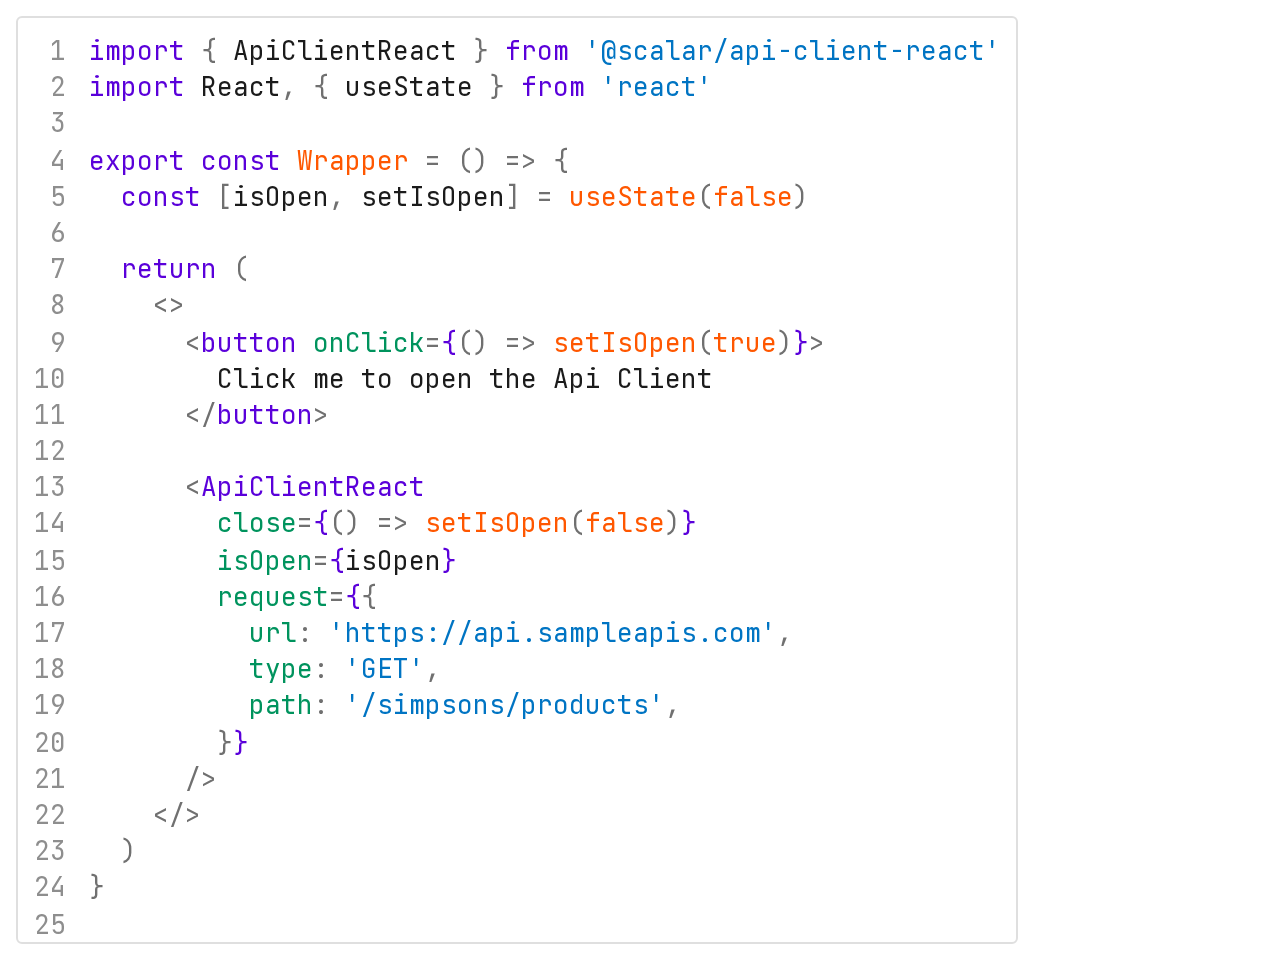 1 import { ApiClientReact } from '@scalar/api-client-react'
2 import React, { useState } from 'react'
3
4 export const Wrapper = () => {
5   const [isOpen, setIsOpen] = useState(false)
6
7   return (
8     <>
9       <button onClick={() => setIsOpen(true)}>
10         Click me to open the Api Client
11       </button>
12
13       <ApiClientReact
14         close={() => setIsOpen(false)}
15         isOpen={isOpen}
16         request={{
17           url: 'https://api.sampleapis.com',
18           type: 'GET',
19           path: '/simpsons/products',
20         }}
21       />
22     </>
23   )
24 }
25